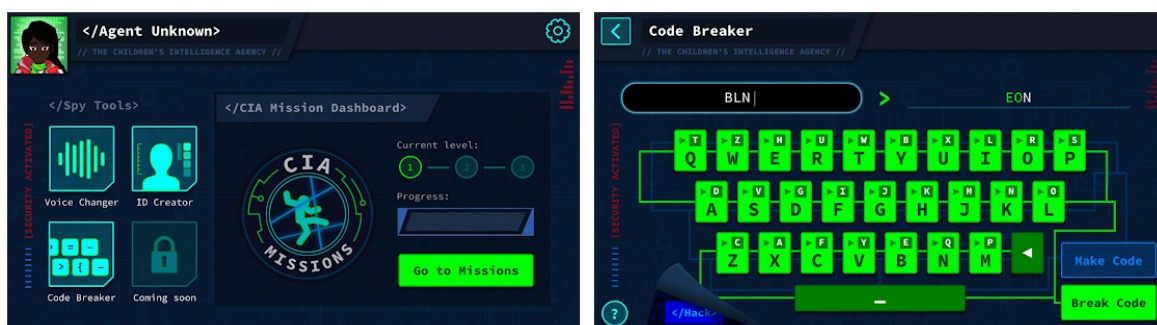 </Agent Unknown>
// THE CHILDREN'S INTELLIGENCE AGENCY //
</Spy Tools>
Voice Changer
ID Creator
Code Breaker
Coming soon
[SECURITY ACTIVATED]
</CIA Mission Dashboard>
CIA
MISSIONS
Current level:
1 2 3
Progress:
Go to Missions
Code Breaker
// THE CHILDREN'S INTELLIGENCE AGENCY //
BLN > EON
[SECURITY ACTIVATED]
T Z H U W B X L R S
Q W E R T Y U I O P
D V G I J K M N O
A S D F G H J K L
C A F Y E Q P
Z X C V B N M
Make Code
Break Code
?
</Hack>